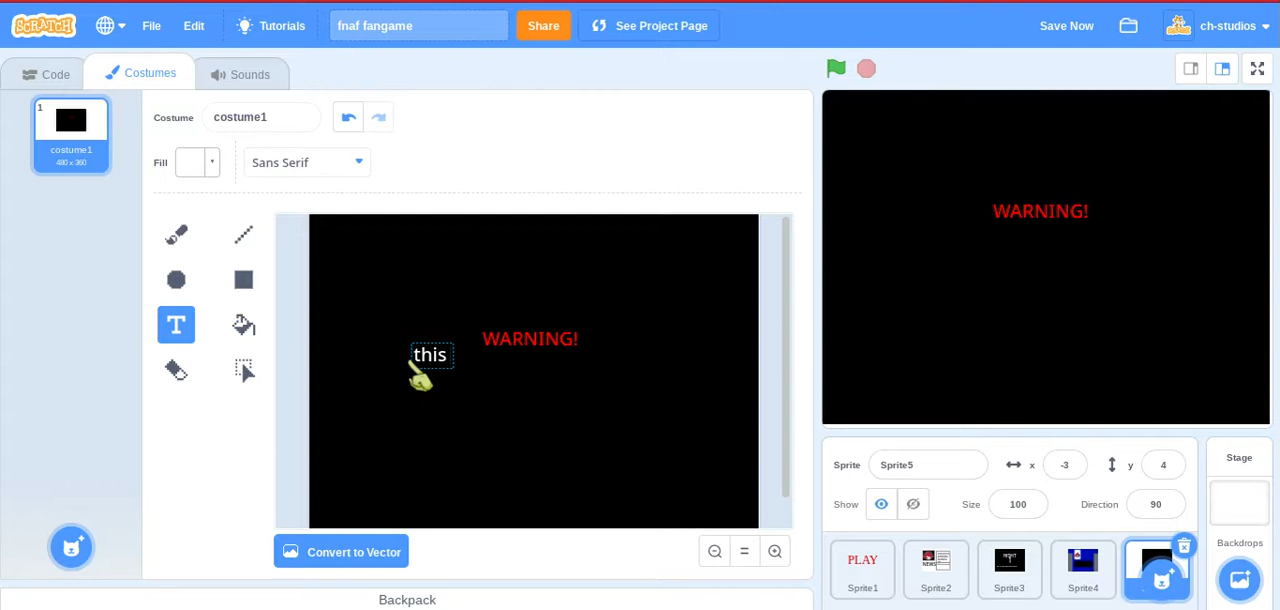 SCRATCH
File
Edit
Tutorials
fnaf fangame
Share
See Project Page
Save Now
ch-studios
Code
Costumes
Sounds
1
costume1
480 x 360
Costume
costume1
Fill
Sans Serif
T
WARNING!
this
Convert to Vector
Backpack
WARNING!
Sprite
Sprite5
x
-3
y
4
Show
Size
100
Direction
90
PLAY
Sprite1
NEWS
Sprite2
Sprite3
Sprite4
Stage
Backdrops